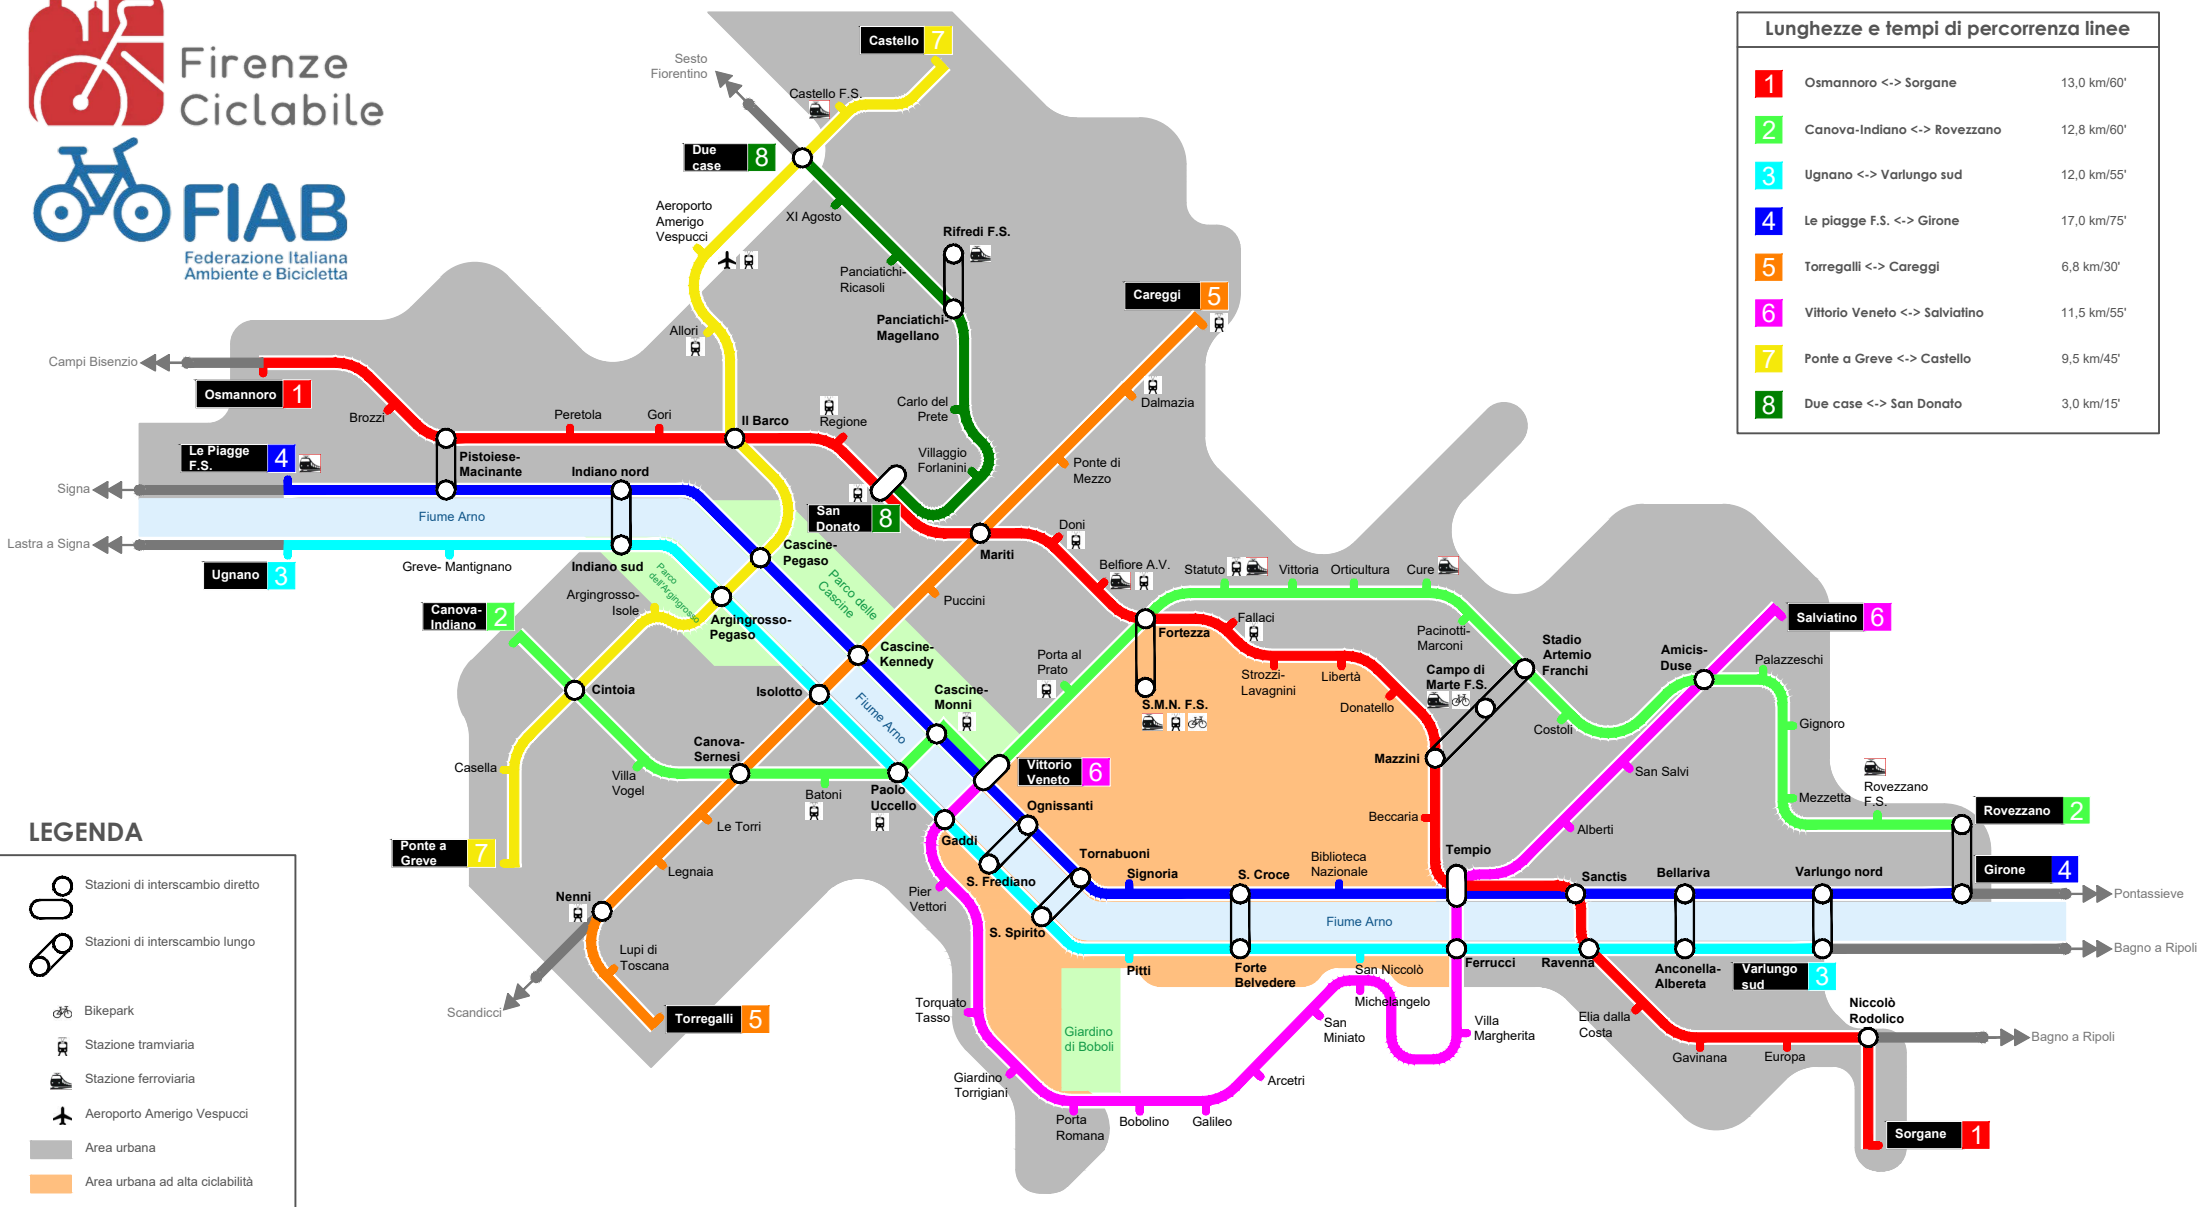 Firenze
Ciclabile
FIAB
Federazione Italiana
Ambiente e Bicicletta
Lunghezze e tempi di percorrenza linee
1 Osmannoro <-> Sorgane 13,0 km/60'
2 Canova-Indiano <-> Rovezzano 12,8 km/60'
3 Ugnano <-> Varlungo sud 12,0 km/55'
4 Le piagge F.S. <-> Girone 17,0 km/75'
5 Torregalli <-> Careggi 6,8 km/30'
6 Vittorio Veneto <-> Salviatino 11,5 km/55'
7 Ponte a Greve <-> Castello 9,5 km/45'
8 Due case <-> San Donato 3,0 km/15'
Castello 7
Sesto
Fiorentino
Castello F.S.
Due
case 8
XI Agosto
Aeroporto
Amerigo
Vespucci
Rifredi F.S.
Panciatichi-
Ricasoli
Panciatichi-
Magellano
Careggi 5
Allori
Campi Bisenzio
Osmannoro 1
Brozzi
Peretola
Gori
Il Barco
Regione
Carlo del
Prete
Dalmazia
Le Piagge
F.S. 4
Pistoiese-
Macinante
Indiano nord
Villaggio
Forlanini
Ponte di
Mezzo
Signa
Fiume Arno
San
Donato 8
Doni
Mariti
Lastra a Signa
Ugnano 3
Greve- Mantignano
Indiano sud
Cascine-
Pegaso
Parco
dell'Argingrosso
Parco delle
Cascine
Belfiore A.V.
Statuto
Vittoria
Orticultura
Cure
Canova-
Indiano 2
Argingrosso-
Isole
Argingrosso-
Pegaso
Puccini
Fortezza
Fallaci
Pacinotti-
Marconi
Salviatino 6
Stadio
Artemio
Franchi
Amicis-
Duse
Palazzeschi
Cintoia
Isolotto
Cascine-
Kennedy
Porta al
Prato
Strozzi-
Lavagnini
Libertà
Campo di
Marte F.S.
Donatello
S.M.N. F.S.
Cascine-
Monni
Fiume Arno
Costoli
Gignoro
Casella
Villa
Vogel
Canova-
Sernesi
Batoni
Paolo
Uccello
Vittorio
Veneto 6
Mazzini
San Salvi
Mezzetta
Rovezzano
F.S.
Rovezzano 2
Le Torri
Gaddi
Ognissanti
Beccaria
Alberti
Ponte a
Greve 7
Legnaia
S. Frediano
Tornabuoni
Signoria
S. Croce
Biblioteca
Nazionale
Tempio
Sanctis
Bellariva
Varlungo nord
Girone 4
Pontassieve
Nenni
Pier
Vettori
S. Spirito
Fiume Arno
Lupi di
Toscana
Pitti
Forte
Belvedere
San Niccolò
Ferrucci
Ravenna
Anconella-
Albereta
Varlungo
sud 3
Bagno a Ripoli
Scandicci
Torregalli 5
Torquato
Tasso
Giardino
di Boboli
Michelangelo
San
Miniato
Villa
Margherita
Elia dalla
Costa
Gavinana
Europa
Niccolò
Rodolico
Bagno a Ripoli
Giardino
Torrigiani
Porta
Romana
Bobolino
Galileo
Arcetri
Sorgane 1
LEGENDA
Stazioni di interscambio diretto
Stazioni di interscambio lungo
Bikepark
Stazione tramviaria
Stazione ferroviaria
Aeroporto Amerigo Vespucci
Area urbana
Area urbana ad alta ciclabilità